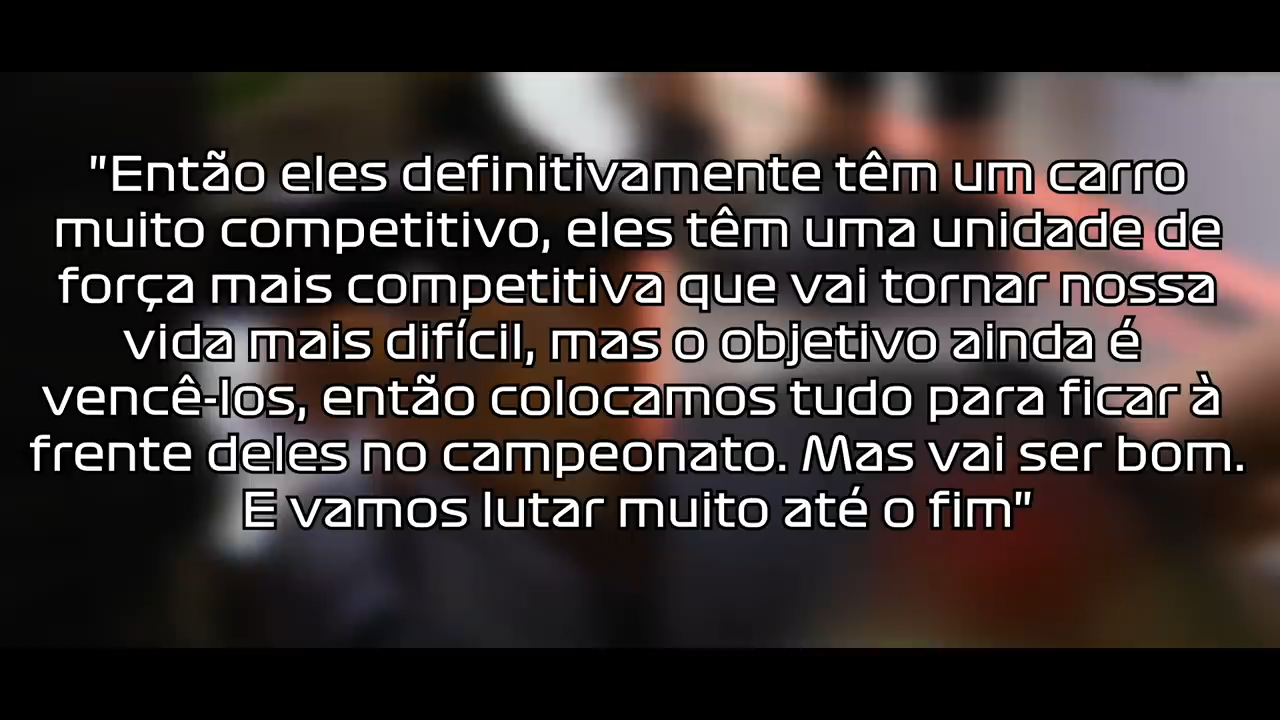 "Então eles definitivamente têm um carro
muito competitivo, eles têm uma unidade de
força mais competitiva que vai tornar nossa
vida mais difícil, mas o objetivo ainda é
vencê-los, então colocamos tudo para ficar à
frente deles no campeonato. Mas vai ser bom.
E vamos lutar muito até o fim"